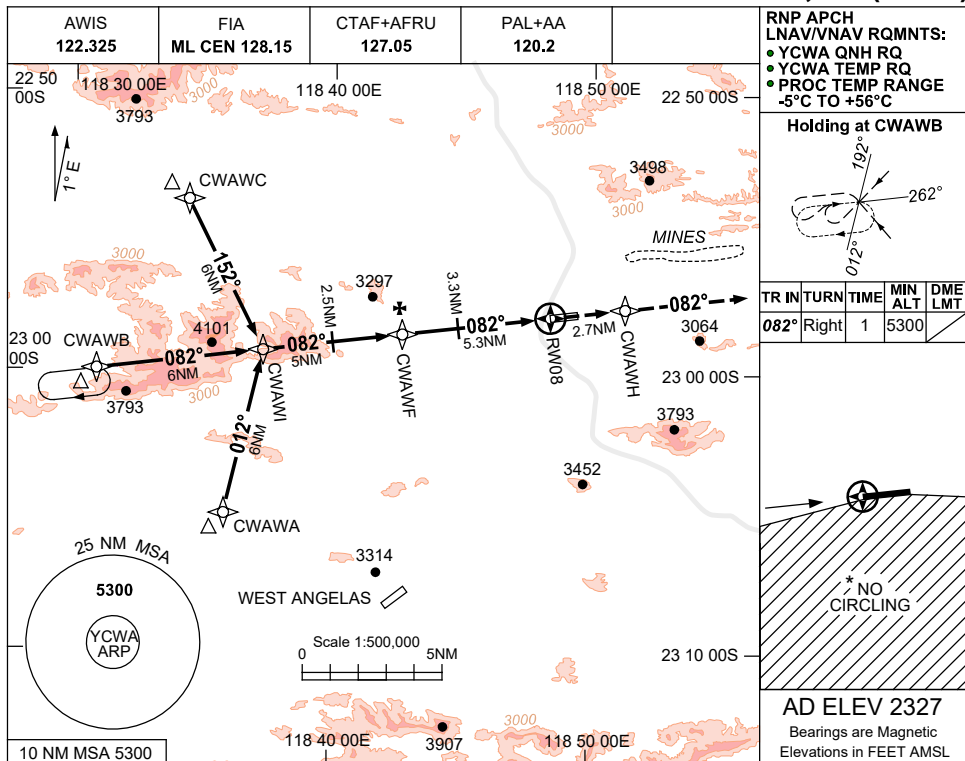 AWIS
122.325
FIA
ML CEN 128.15
CTAF+AFRU
127.05
PAL+AA
120.2
RNP APCH
LNAV/VNAV RQMNTS:
YCWA QNH RQ
YCWA TEMP RQ
PROC TEMP RANGE
-5°C TO +56°C
22 50
00S
118 30 00E
3000
118 40 00E
118 50 00E
22 50 00S
3793
1° E
CWAWC
3498
3000
MINES
Holding at CWAWB
192°
262°
012°
TR IN
TURN
TIME
MIN
ALT
DME
LMT
082°
Right
1
5300
3000
152°
6NM
3297
2.5NM
3.3NM
4101
082°
6NM
082°
5NM
082°
5.3NM
2.7NM
082°
23 00
00S
CWAWB
CWAWI
CWAWF
RW08
CWAWH
3064
23 00 00S
3793
3000
012°
6NM
3793
3452
CWAWA
3314
WEST ANGELAS
25 NM MSA
5300
YCWA
ARP
Scale 1:500,000
0
5NM
23 10 00S
* NO
CIRCLING
118 40 00E
3907
3000
118 50 00E
10 NM MSA 5300
AD ELEV 2327
Bearings are Magnetic
Elevations in FEET AMSL